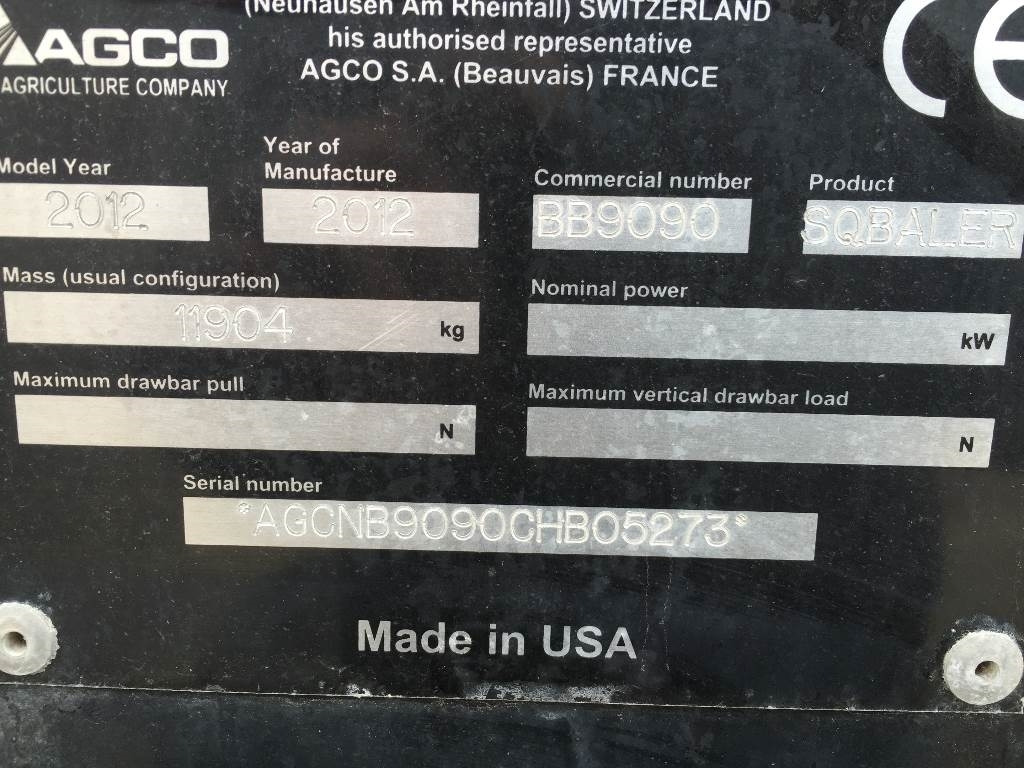 (Neuhausen Am Rheinfall) SWITZERLAND
his authorised representative
AGCO S.A. (Beauvais) FRANCE
AGCO
AGRICULTURE COMPANY
CE
Model Year
2012
Year of
Manufacture
2012
Commercial number
BB9090
Product
SQBALER
Mass (usual configuration)
11904 kg
Nominal power
kW
Maximum drawbar pull
N
Maximum vertical drawbar load
N
Serial number
*AGCNB9090CHB05273*
Made in USA